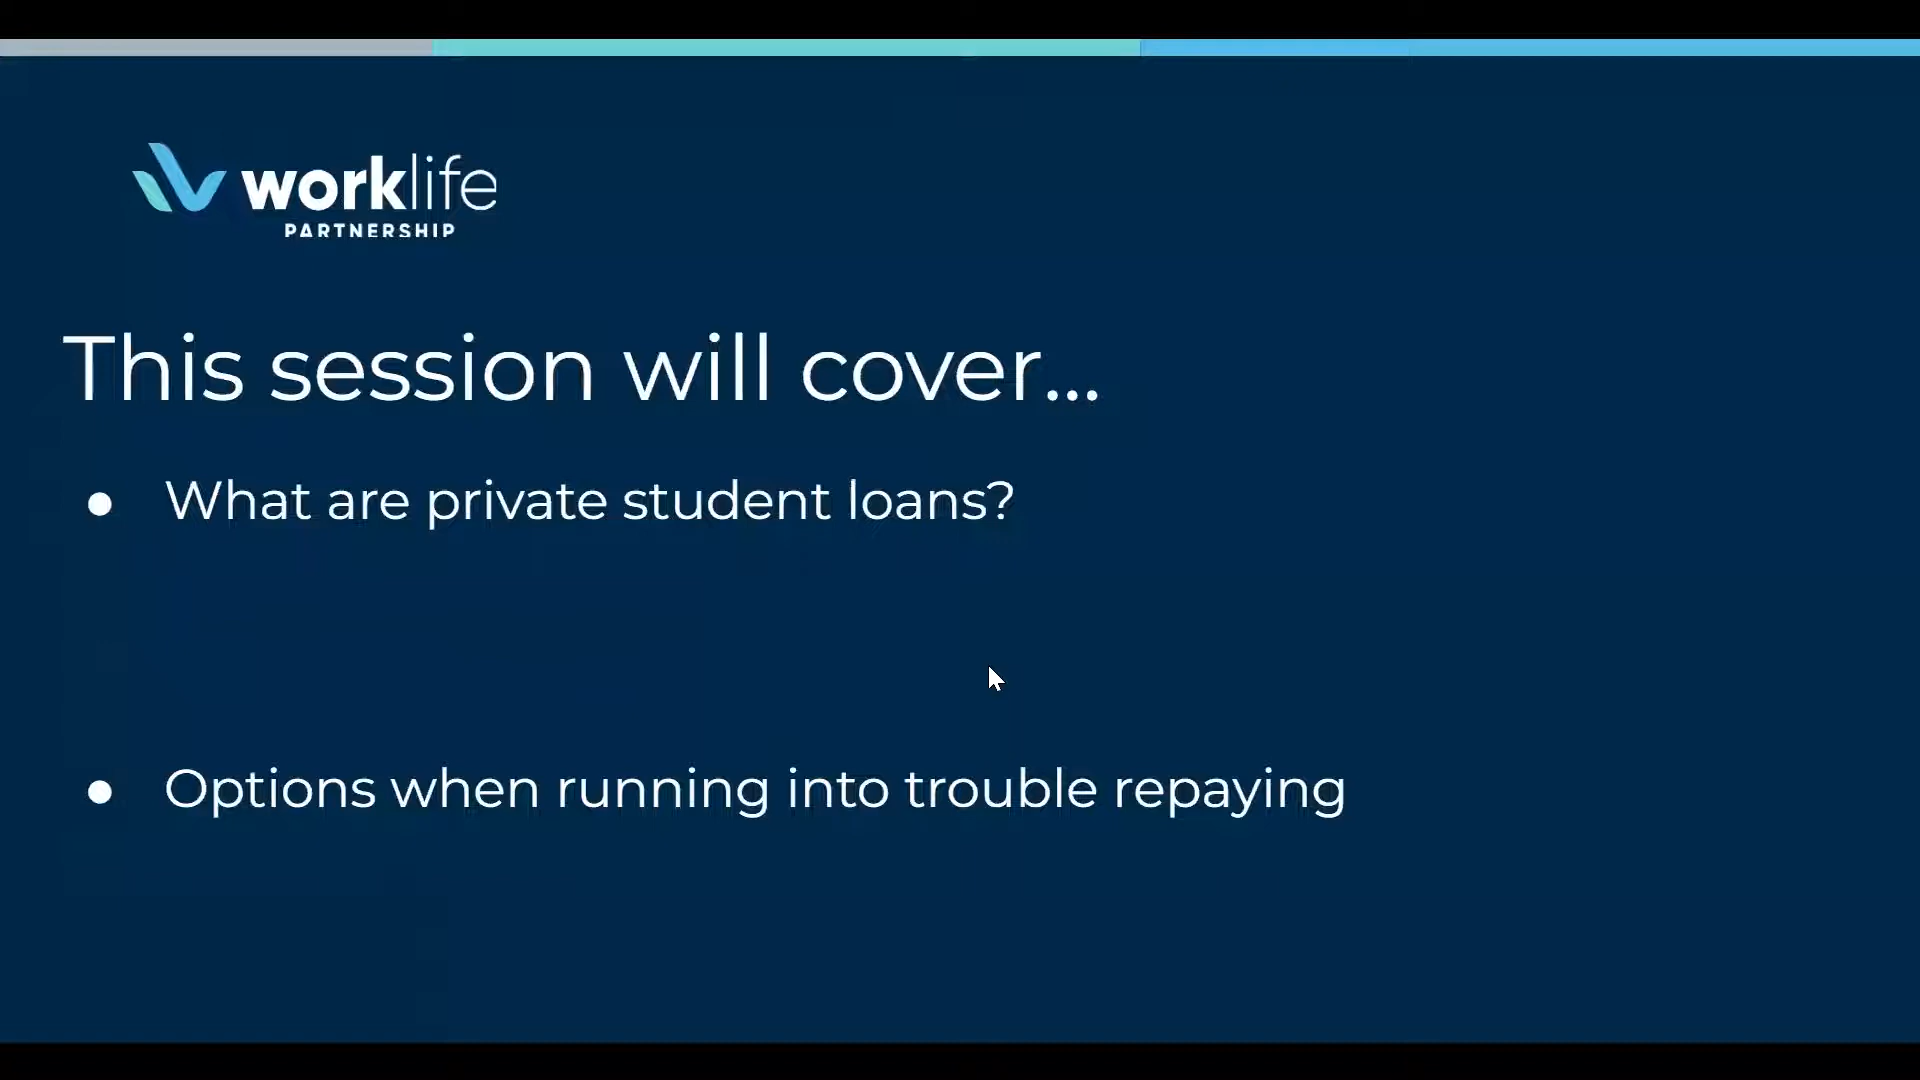 worklife
PARTNERSHIP
This session will cover...
● What are private student loans?
● Options when running into trouble repaying